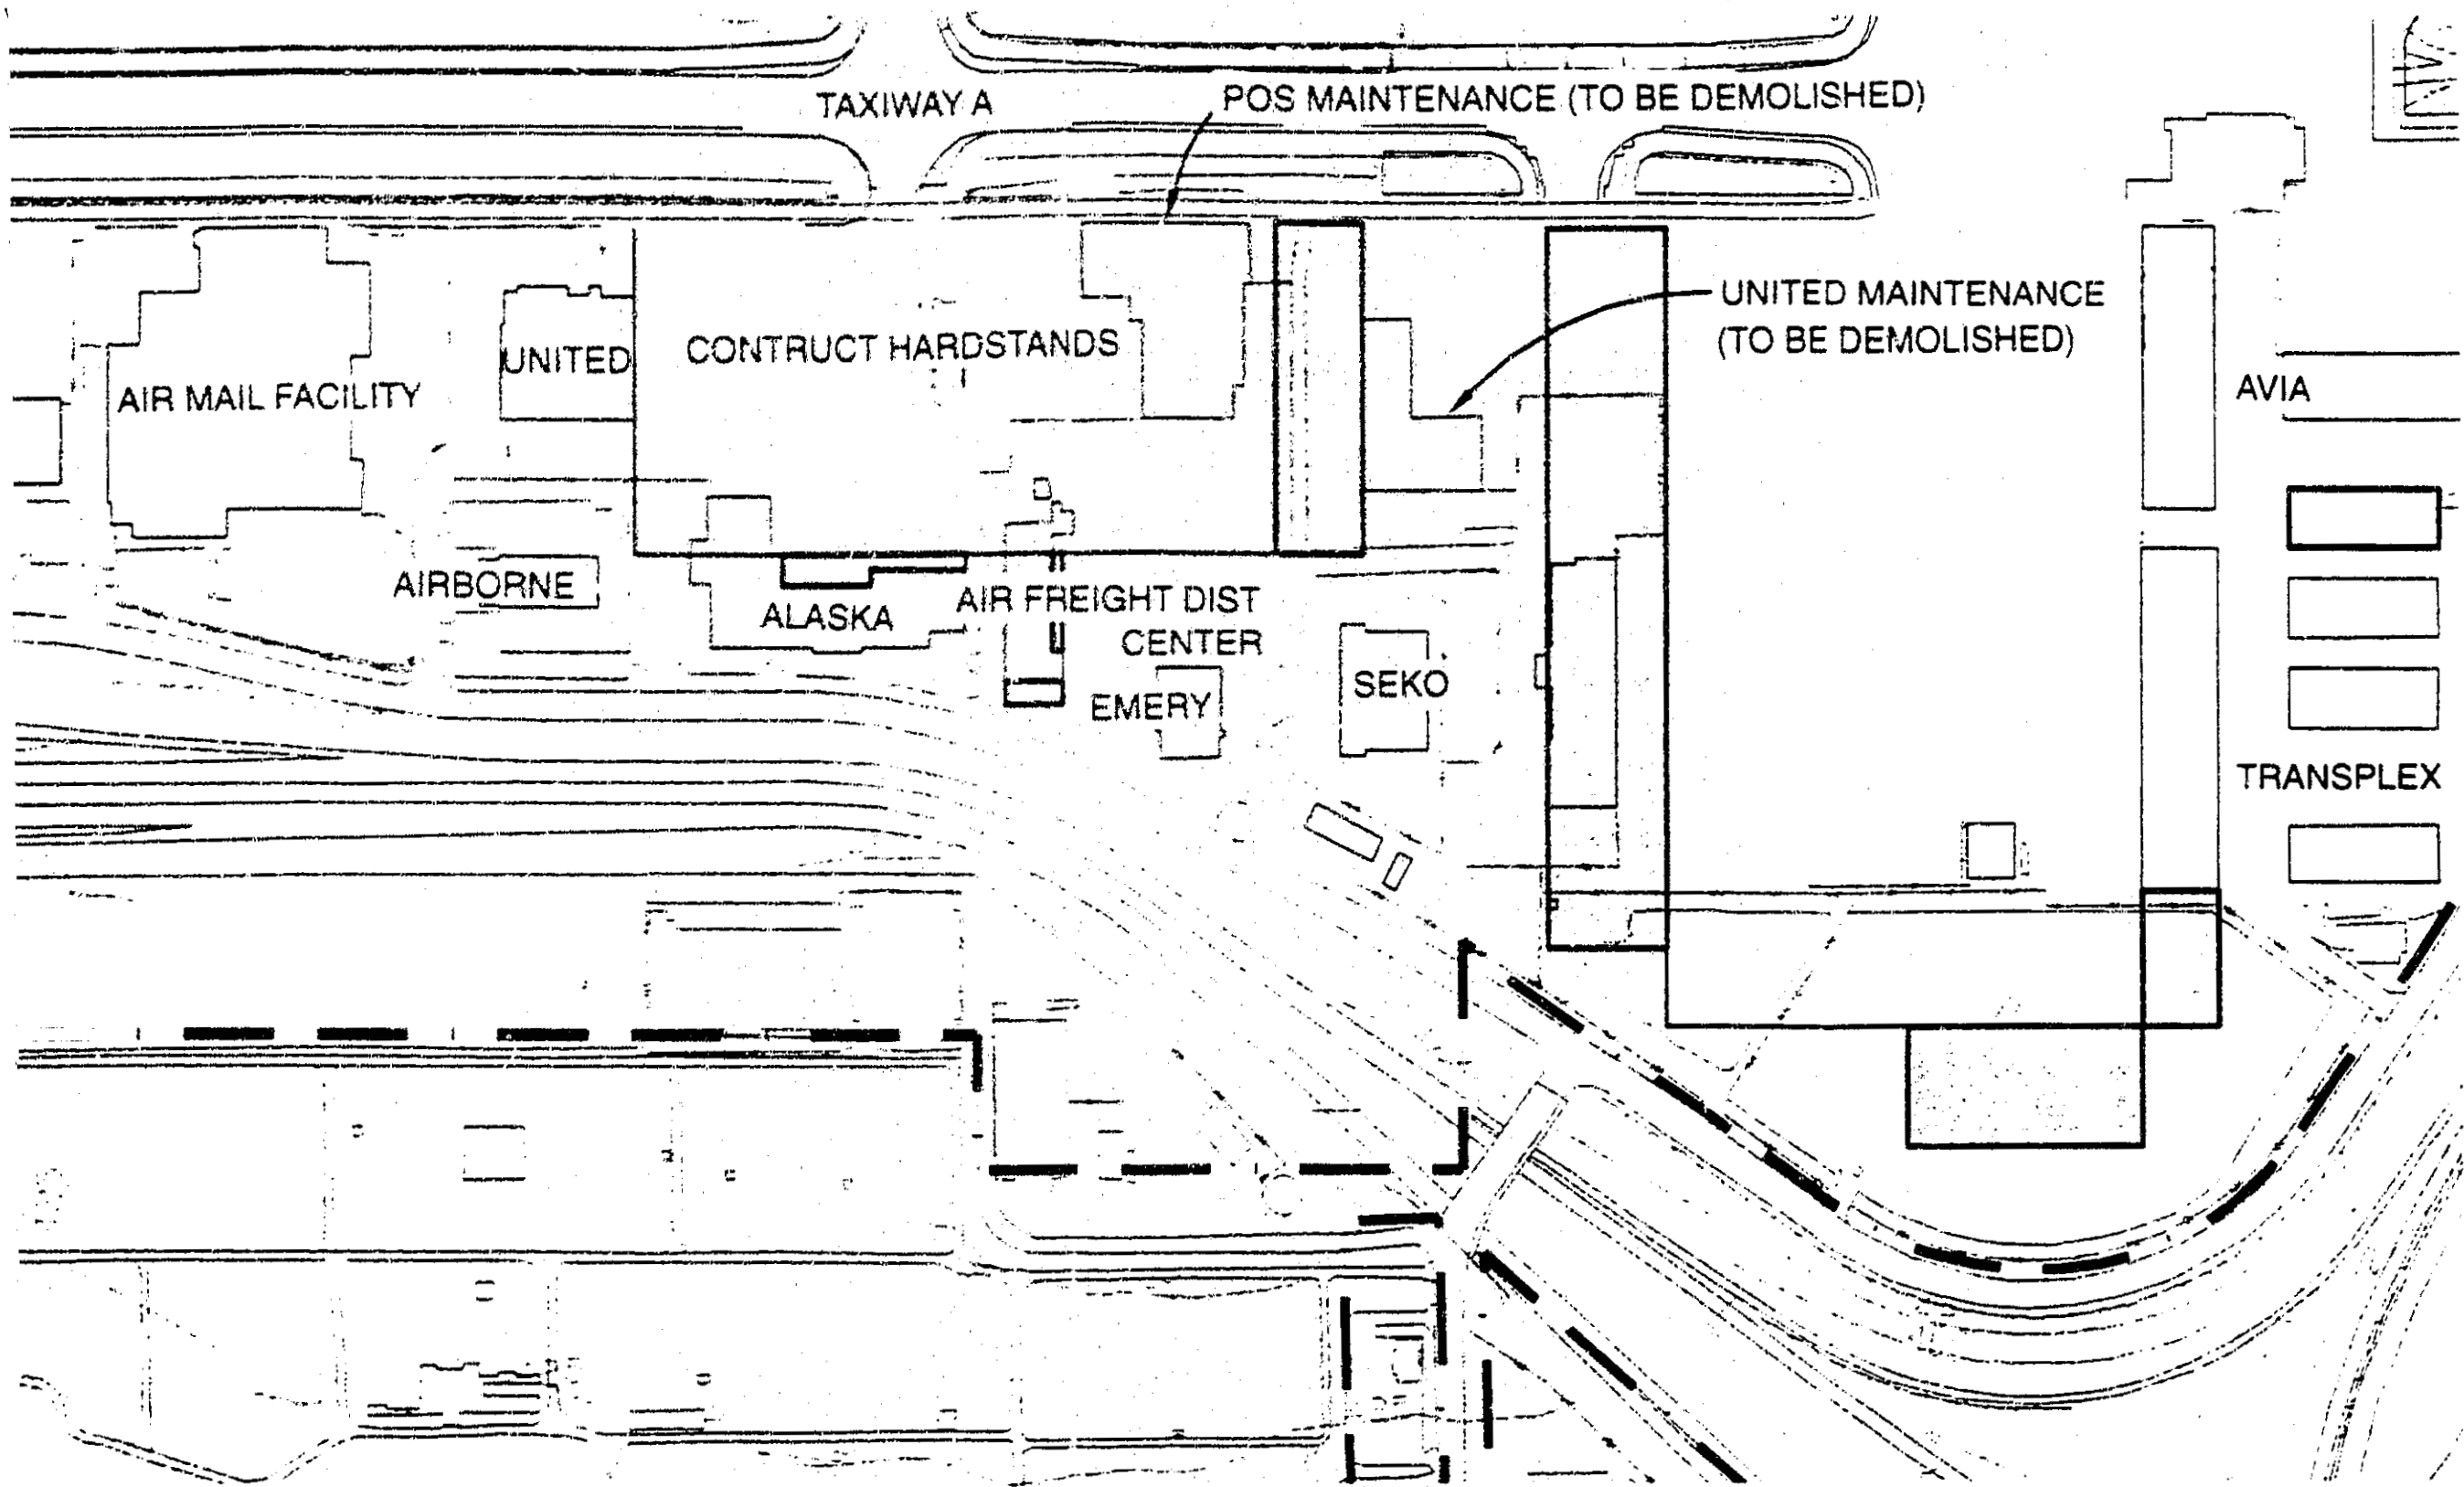 TAXIWAY A
POS MAINTENANCE (TO BE DEMOLISHED)
UNITED MAINTENANCE
(TO BE DEMOLISHED)
UNITED
CONTRUCT HARDSTANDS
AIR MAIL FACILITY
AVIA
AIRBORNE
ALASKA
AIR FREIGHT DIST
CENTER
EMERY
SEKO
TRANSPLEX